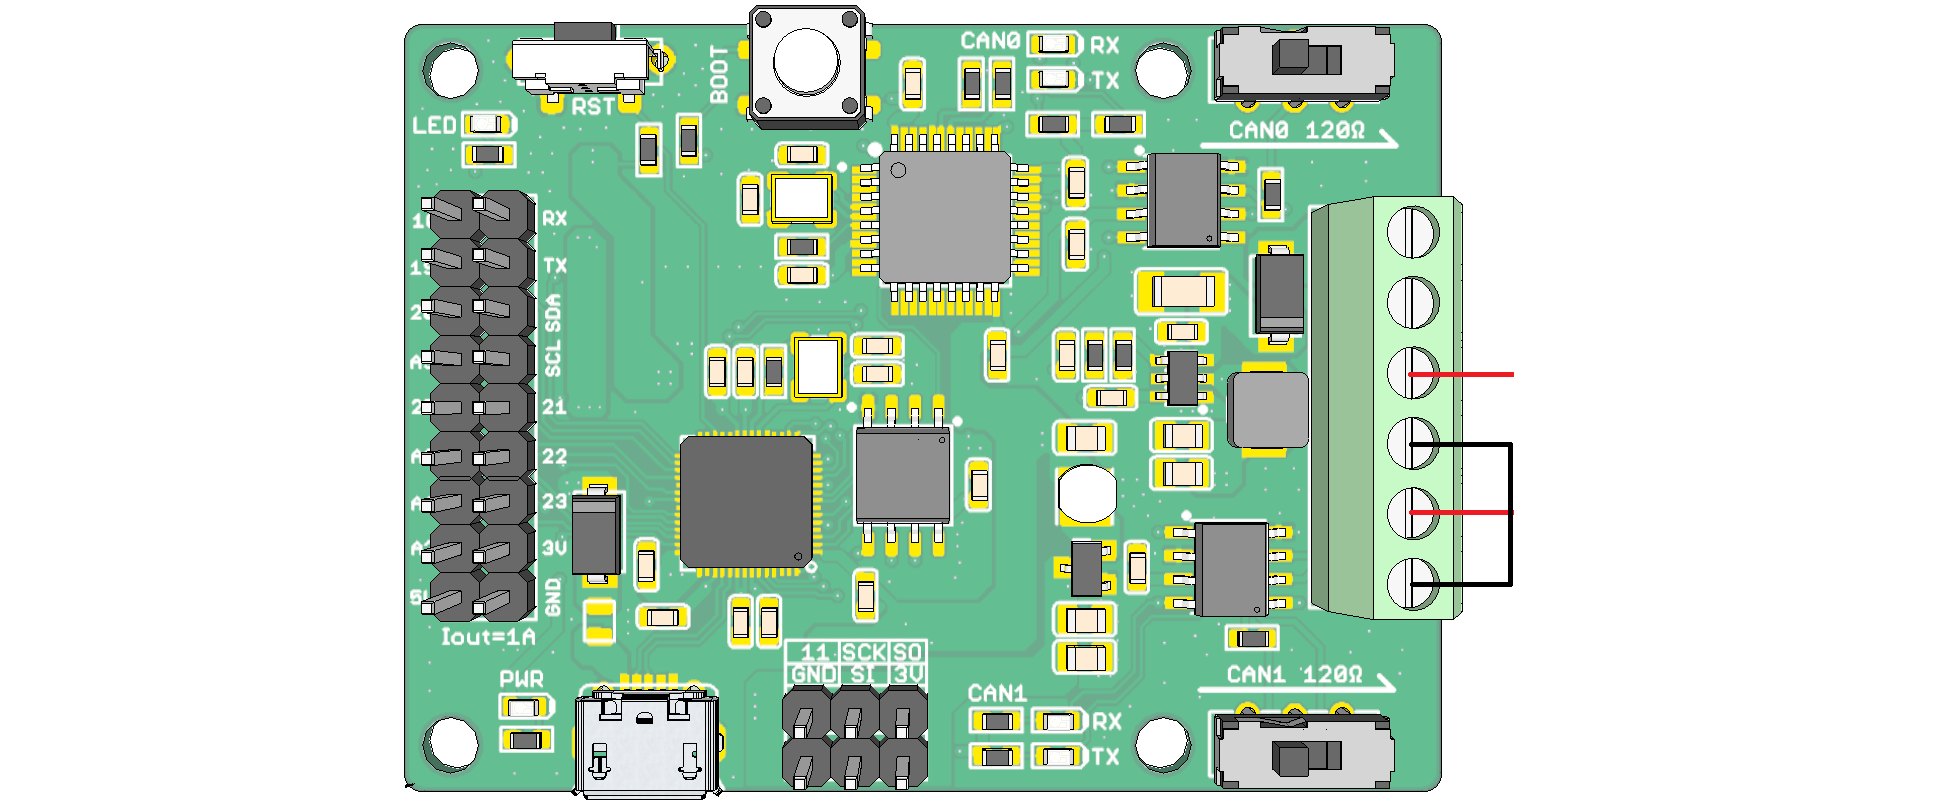 CAN0 RX
TX
BOOT
RST
LED
CAN0 120Ω
RX
TX
SDA
SCL
21
22
23
3V
GND
Iout=1A
PWR
11 SCK SO
GND SI 3V
CAN1
RX
TX
CAN1 120Ω